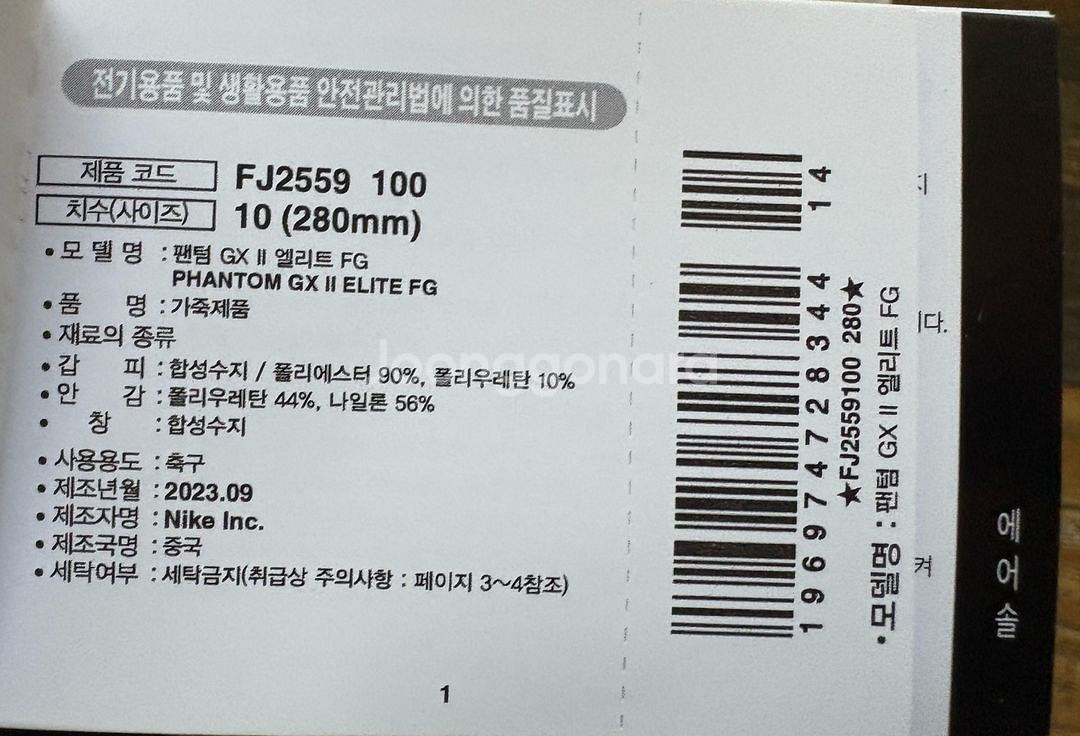 전기용품 및 생활용품 안전관리법에 의한 품질표시
제품 코드 FJ2559 100
치수(사이즈) 10 (280mm)
• 모 델 명 : 팬텀 GX II 엘리트 FG
PHANTOM GX II ELITE FG
• 품 명 : 가죽제품
• 재료의 종류
• 갑 피 : 합성수지 / 폴리에스터 90%, 폴리우레탄 10%
• 안 감 : 폴리우레탄 44%, 나일론 56%
• 창 : 합성수지
• 사용용도 : 축구
• 제조년월 : 2023.09
• 제조자명 : Nike Inc.
• 제조국명 : 중국
• 세탁여부 : 세탁금지(취급상 주의사항 : 페이지 3~4참조)
1
196974728344 14
★FJ2559100 280★
• 모델명 : 팬텀 GX II 엘리트 FG
다.
켜
에어솔
joonggonara